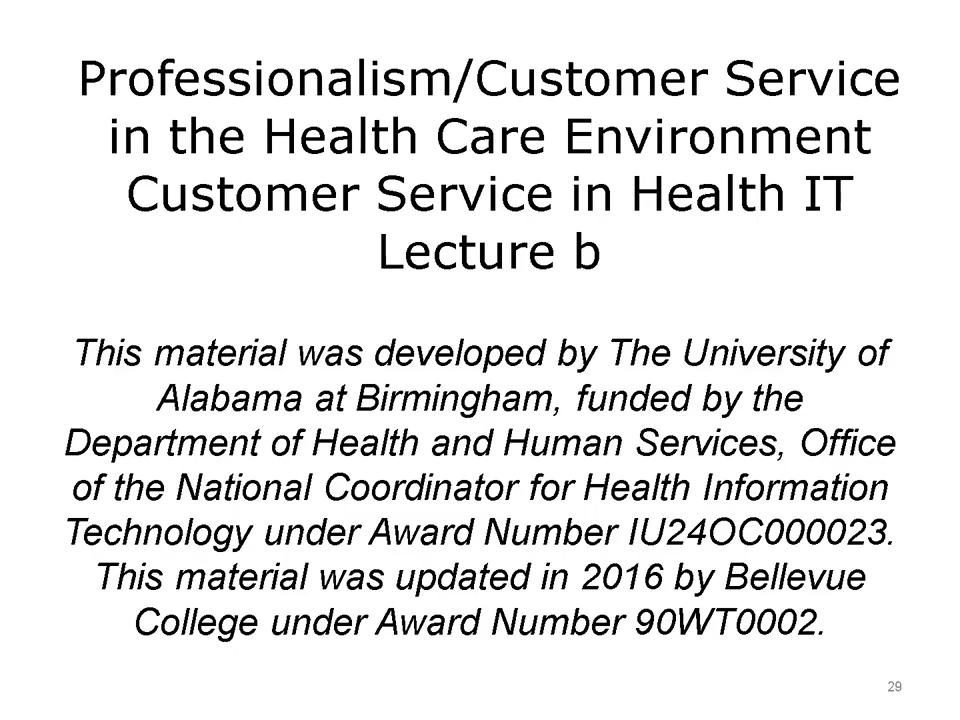 Professionalism/Customer Service
in the Health Care Environment
Customer Service in Health IT
Lecture b
This material was developed by The University of
Alabama at Birmingham, funded by the
Department of Health and Human Services, Office
of the National Coordinator for Health Information
Technology under Award Number IU24OC000023.
This material was updated in 2016 by Bellevue
College under Award Number 90WT0002.
29